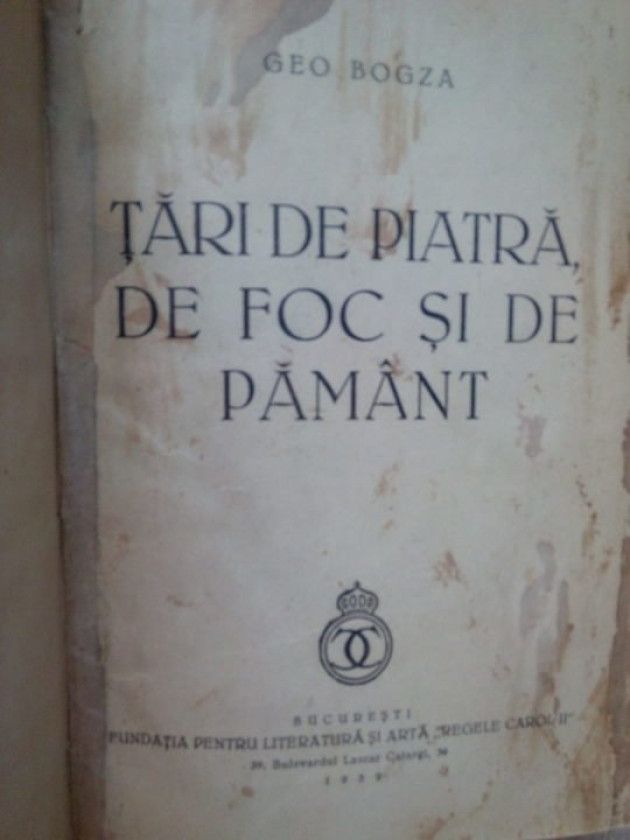 GEO BOGZA
ȚĂRI DE PIATRĂ,
DE FOC ȘI DE
PĂMÂNT
BUCUREȘTI
FUNDAȚIA PENTRU LITERATURĂ ȘI ARTĂ „REGELE CAROL II"
39, Bulevardul Lascar Catargi, 39
1939